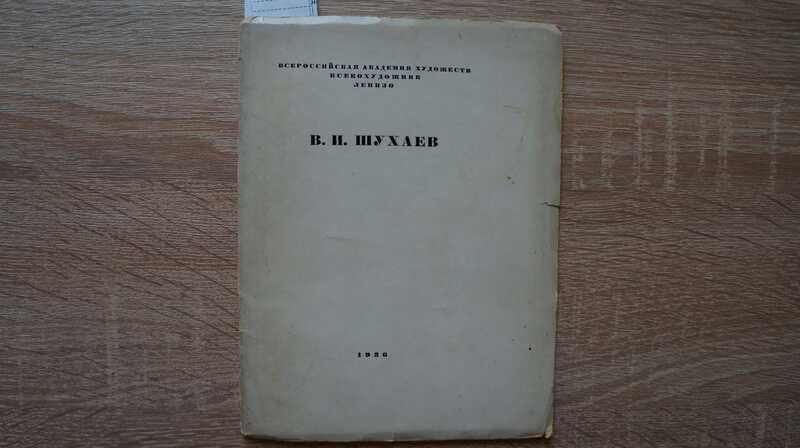 ВСЕРОССИЙСКАЯ АКАДЕМИЯ ХУДОЖЕСТВ
ВСЕКОХУДОЖНИК
ЛЕНИЗО
В. И. ШУХАЕВ
1936